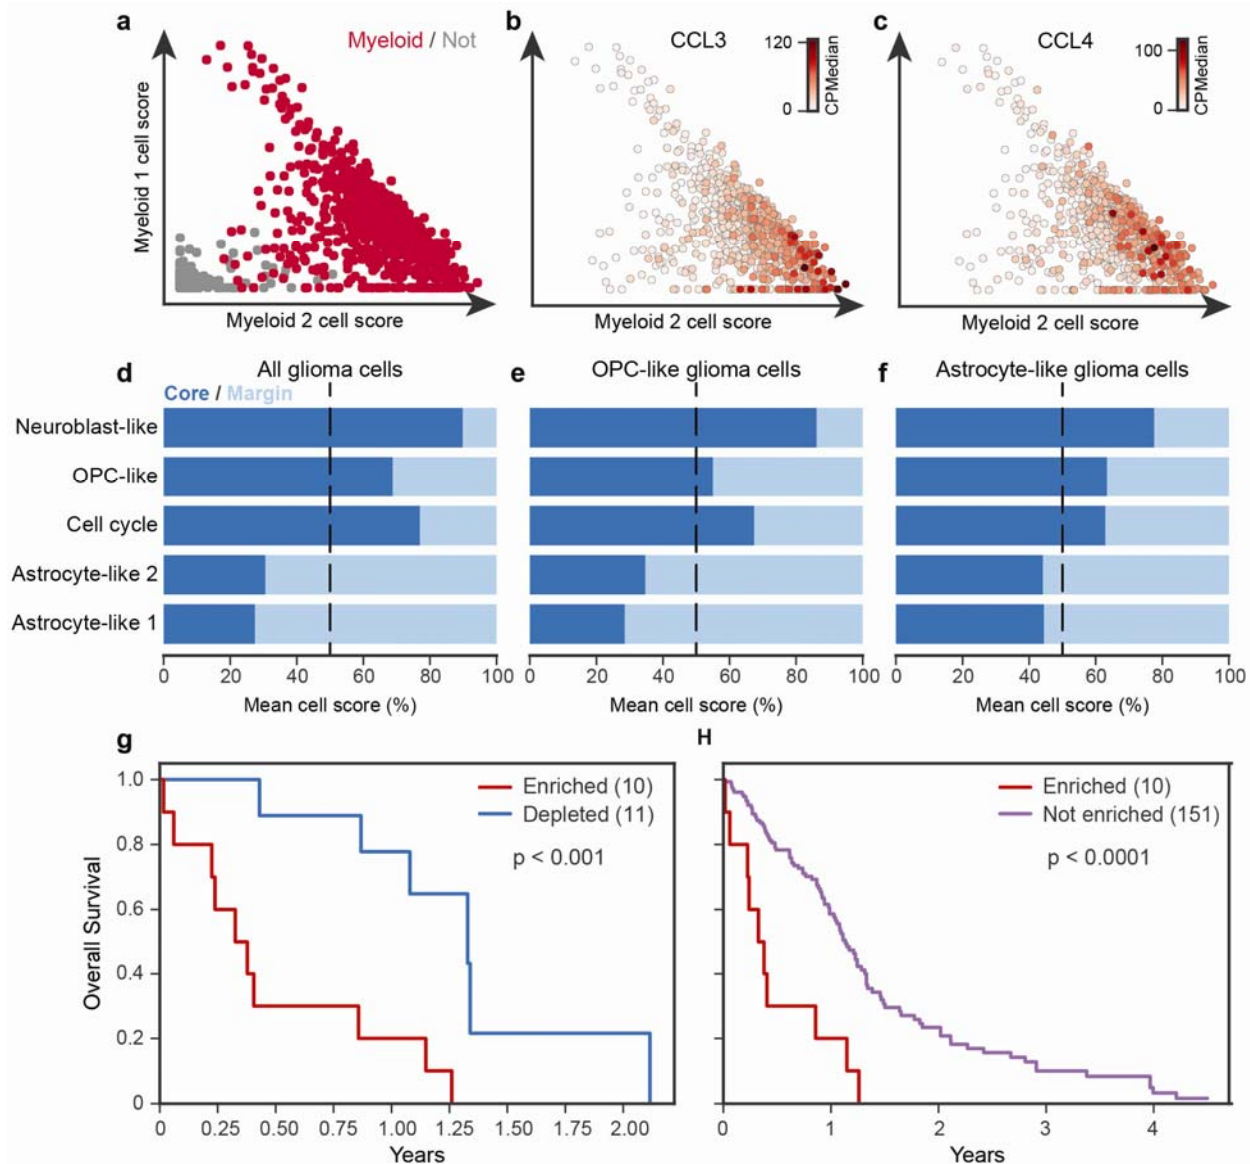 a
Myeloid / Not
Myeloid 1 cell score
Myeloid 2 cell score
b
CCL3
120
0
CPMedian
Myeloid 2 cell score
c
CCL4
100
0
CPMedian
Myeloid 2 cell score
d
All glioma cells
Core / Margin
Neuroblast-like
OPC-like
Cell cycle
Astrocyte-like 2
Astrocyte-like 1
0 20 40 60 80 100
Mean cell score (%)
e
OPC-like glioma cells
0 20 40 60 80 100
Mean cell score (%)
f
Astrocyte-like glioma cells
0 20 40 60 80 100
Mean cell score (%)
g
Overall Survival
1.0
0.8
0.6
0.4
0.2
0
Enriched (10)
Depleted (11)
p < 0.001
0 0.25 0.50 0.75 1.00 1.25 1.50 1.75 2.00
Years
H
Enriched (10)
Not enriched (151)
p < 0.0001
0 1 2 3 4
Years